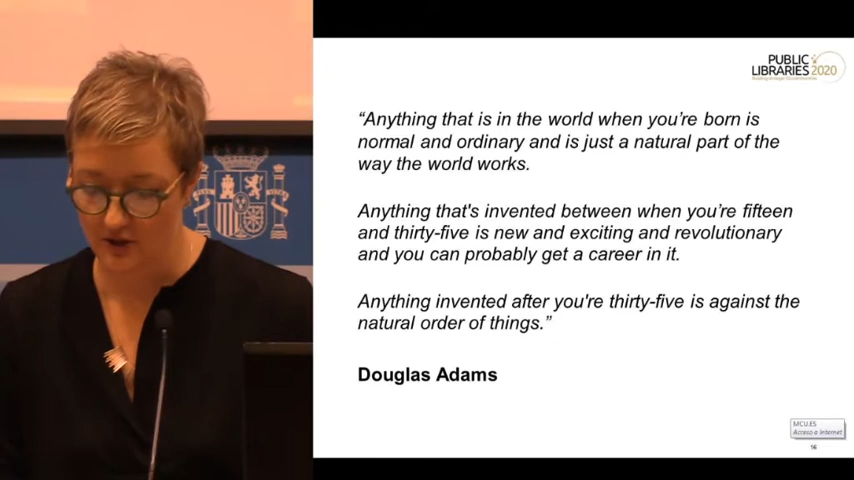 PUBLIC
LIBRARIES 2020
“Anything that is in the world when you’re born is
normal and ordinary and is just a natural part of the
way the world works.
Anything that's invented between when you’re fifteen
and thirty-five is new and exciting and revolutionary
and you can probably get a career in it.
Anything invented after you're thirty-five is against the
natural order of things.”
Douglas Adams
MCU.ES
Acceso a Internet
16